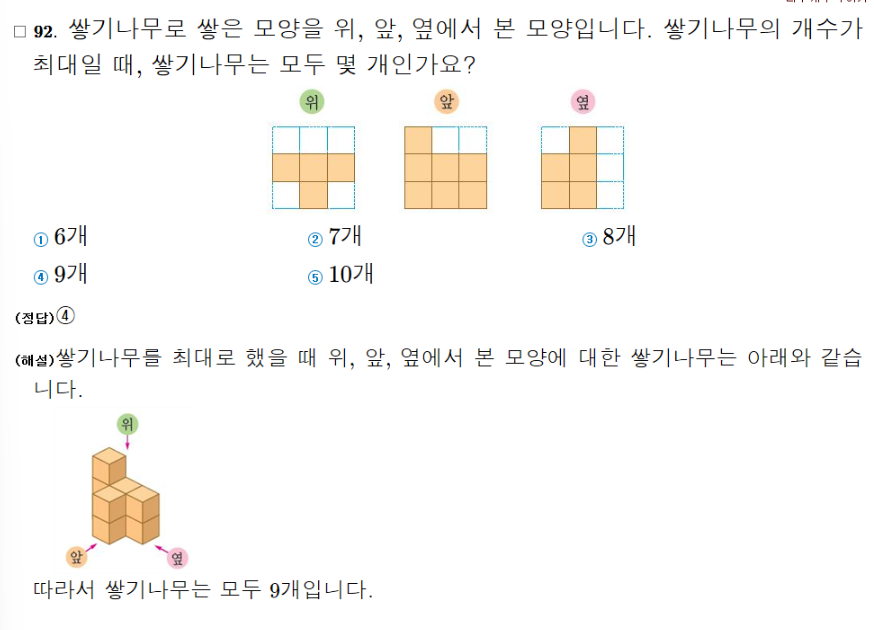 □ 92. 쌓기나무로 쌓은 모양을 위, 앞, 옆에서 본 모양입니다. 쌓기나무의 개수가
최대일 때, 쌓기나무는 모두 몇 개인가요?
위 앞 옆
① 6개 ② 7개 ③ 8개
④ 9개 ⑤ 10개
(정답)④
(해설)쌓기나무를 최대로 했을 때 위, 앞, 옆에서 본 모양에 대한 쌓기나무는 아래와 같습
니다.
위
앞 옆
따라서 쌓기나무는 모두 9개입니다.